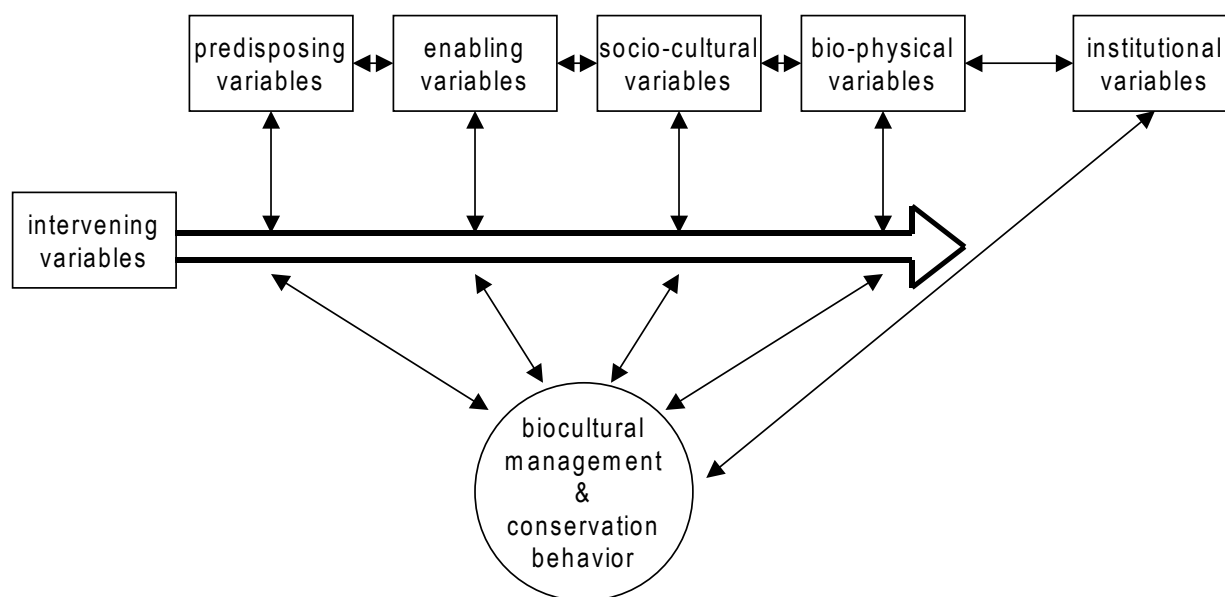 predisposing
variables
enabling
variables
socio-cultural
variables
bio-physical
variables
institutional
variables
intervening
variables
biocultural
management
&
conservation
behavior